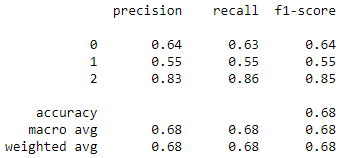 precision recall f1-score
0 0.64 0.63 0.64
1 0.55 0.55 0.55
2 0.83 0.86 0.85
accuracy 0.68
macro avg 0.68 0.68 0.68
weighted avg 0.68 0.68 0.68